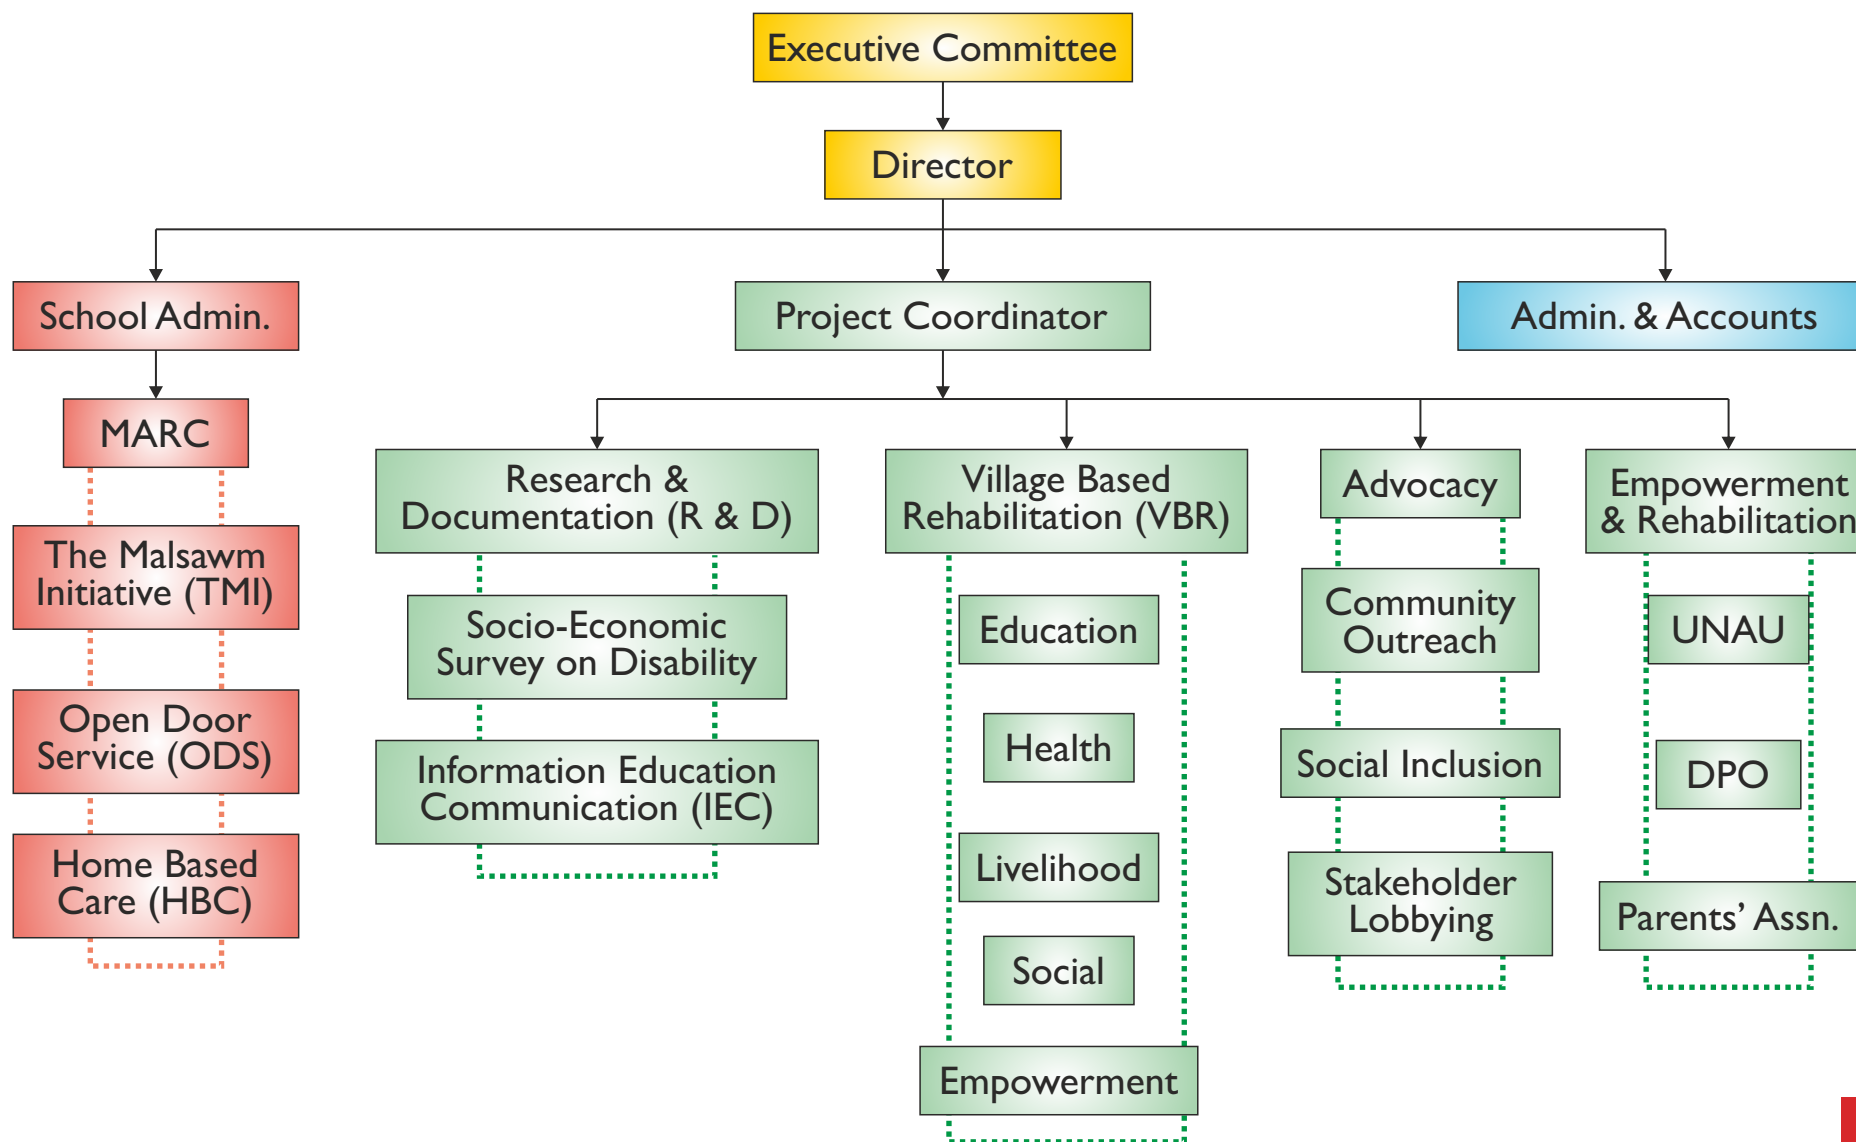 Executive Committee
Director
School Admin.
Project Coordinator
Admin. & Accounts
MARC
The Malsawm
Initiative (TMI)
Open Door
Service (ODS)
Home Based
Care (HBC)
Research &
Documentation (R & D)
Socio-Economic
Survey on Disability
Information Education
Communication (IEC)
Village Based
Rehabilitation (VBR)
Education
Health
Livelihood
Social
Empowerment
Advocacy
Community
Outreach
Social Inclusion
Stakeholder
Lobbying
Empowerment
& Rehabilitation
UNAU
DPO
Parents’ Assn.